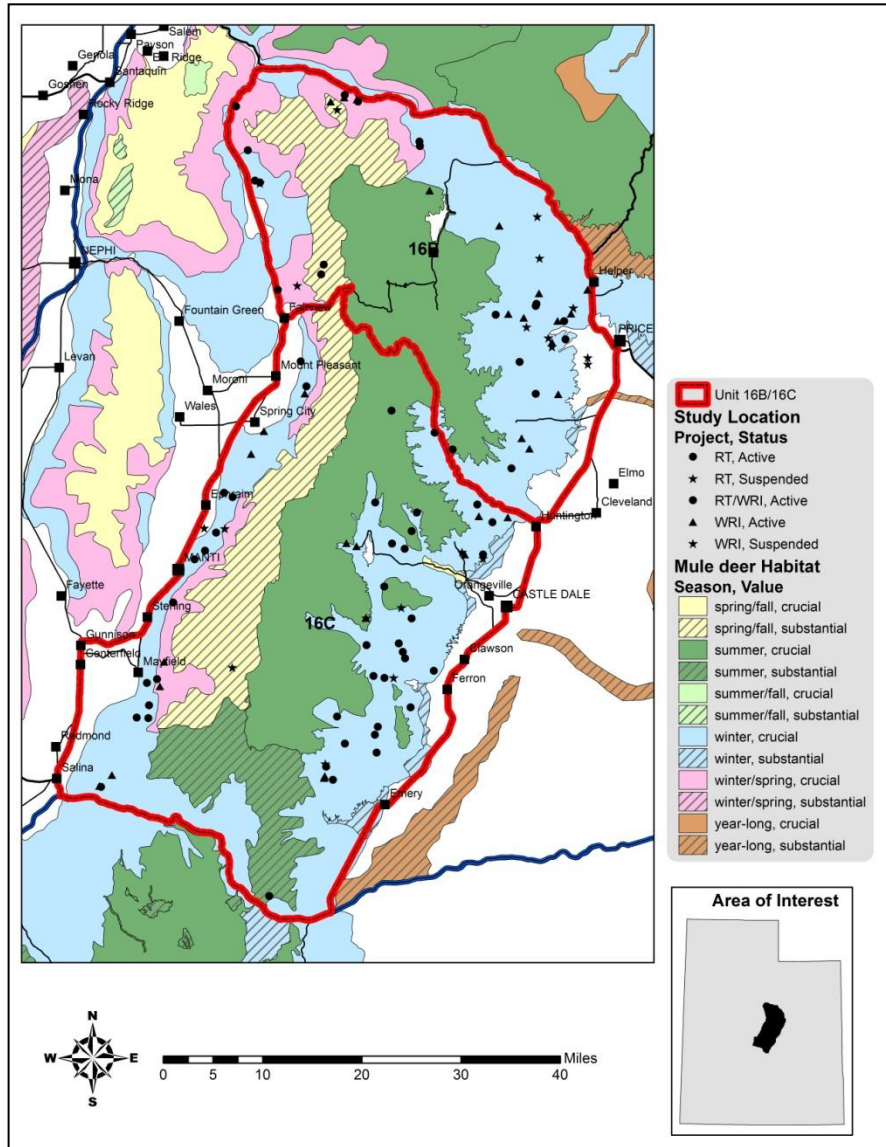 Salem
Payson
Genola
El Ridge
Santaquin
Goshen
Rocky Ridge
Mona
NEPHI
16B
Helper
Fountain Green
Fairview
PRICE
Levan
Mount Pleasant
Moroni
Wales
Spring City
Elmo
Cleveland
Ephraim
Huntington
MANTI
Orangeville
Fayette
CASTLE DALE
Sterling
16C
Gunnison
Centerfield
Clawson
Mayfield
Ferron
Redmond
Salina
Emery
Unit 16B/16C
Study Location
Project, Status
RT, Active
RT, Suspended
RT/WRI, Active
WRI, Active
WRI, Suspended
Mule deer Habitat
Season, Value
spring/fall, crucial
spring/fall, substantial
summer, crucial
summer, substantial
summer/fall, crucial
summer/fall, substantial
winter, crucial
winter, substantial
winter/spring, crucial
winter/spring, substantial
year-long, crucial
year-long, substantial
Area of Interest
N
W E
S
0 5 10 20 30 40 Miles